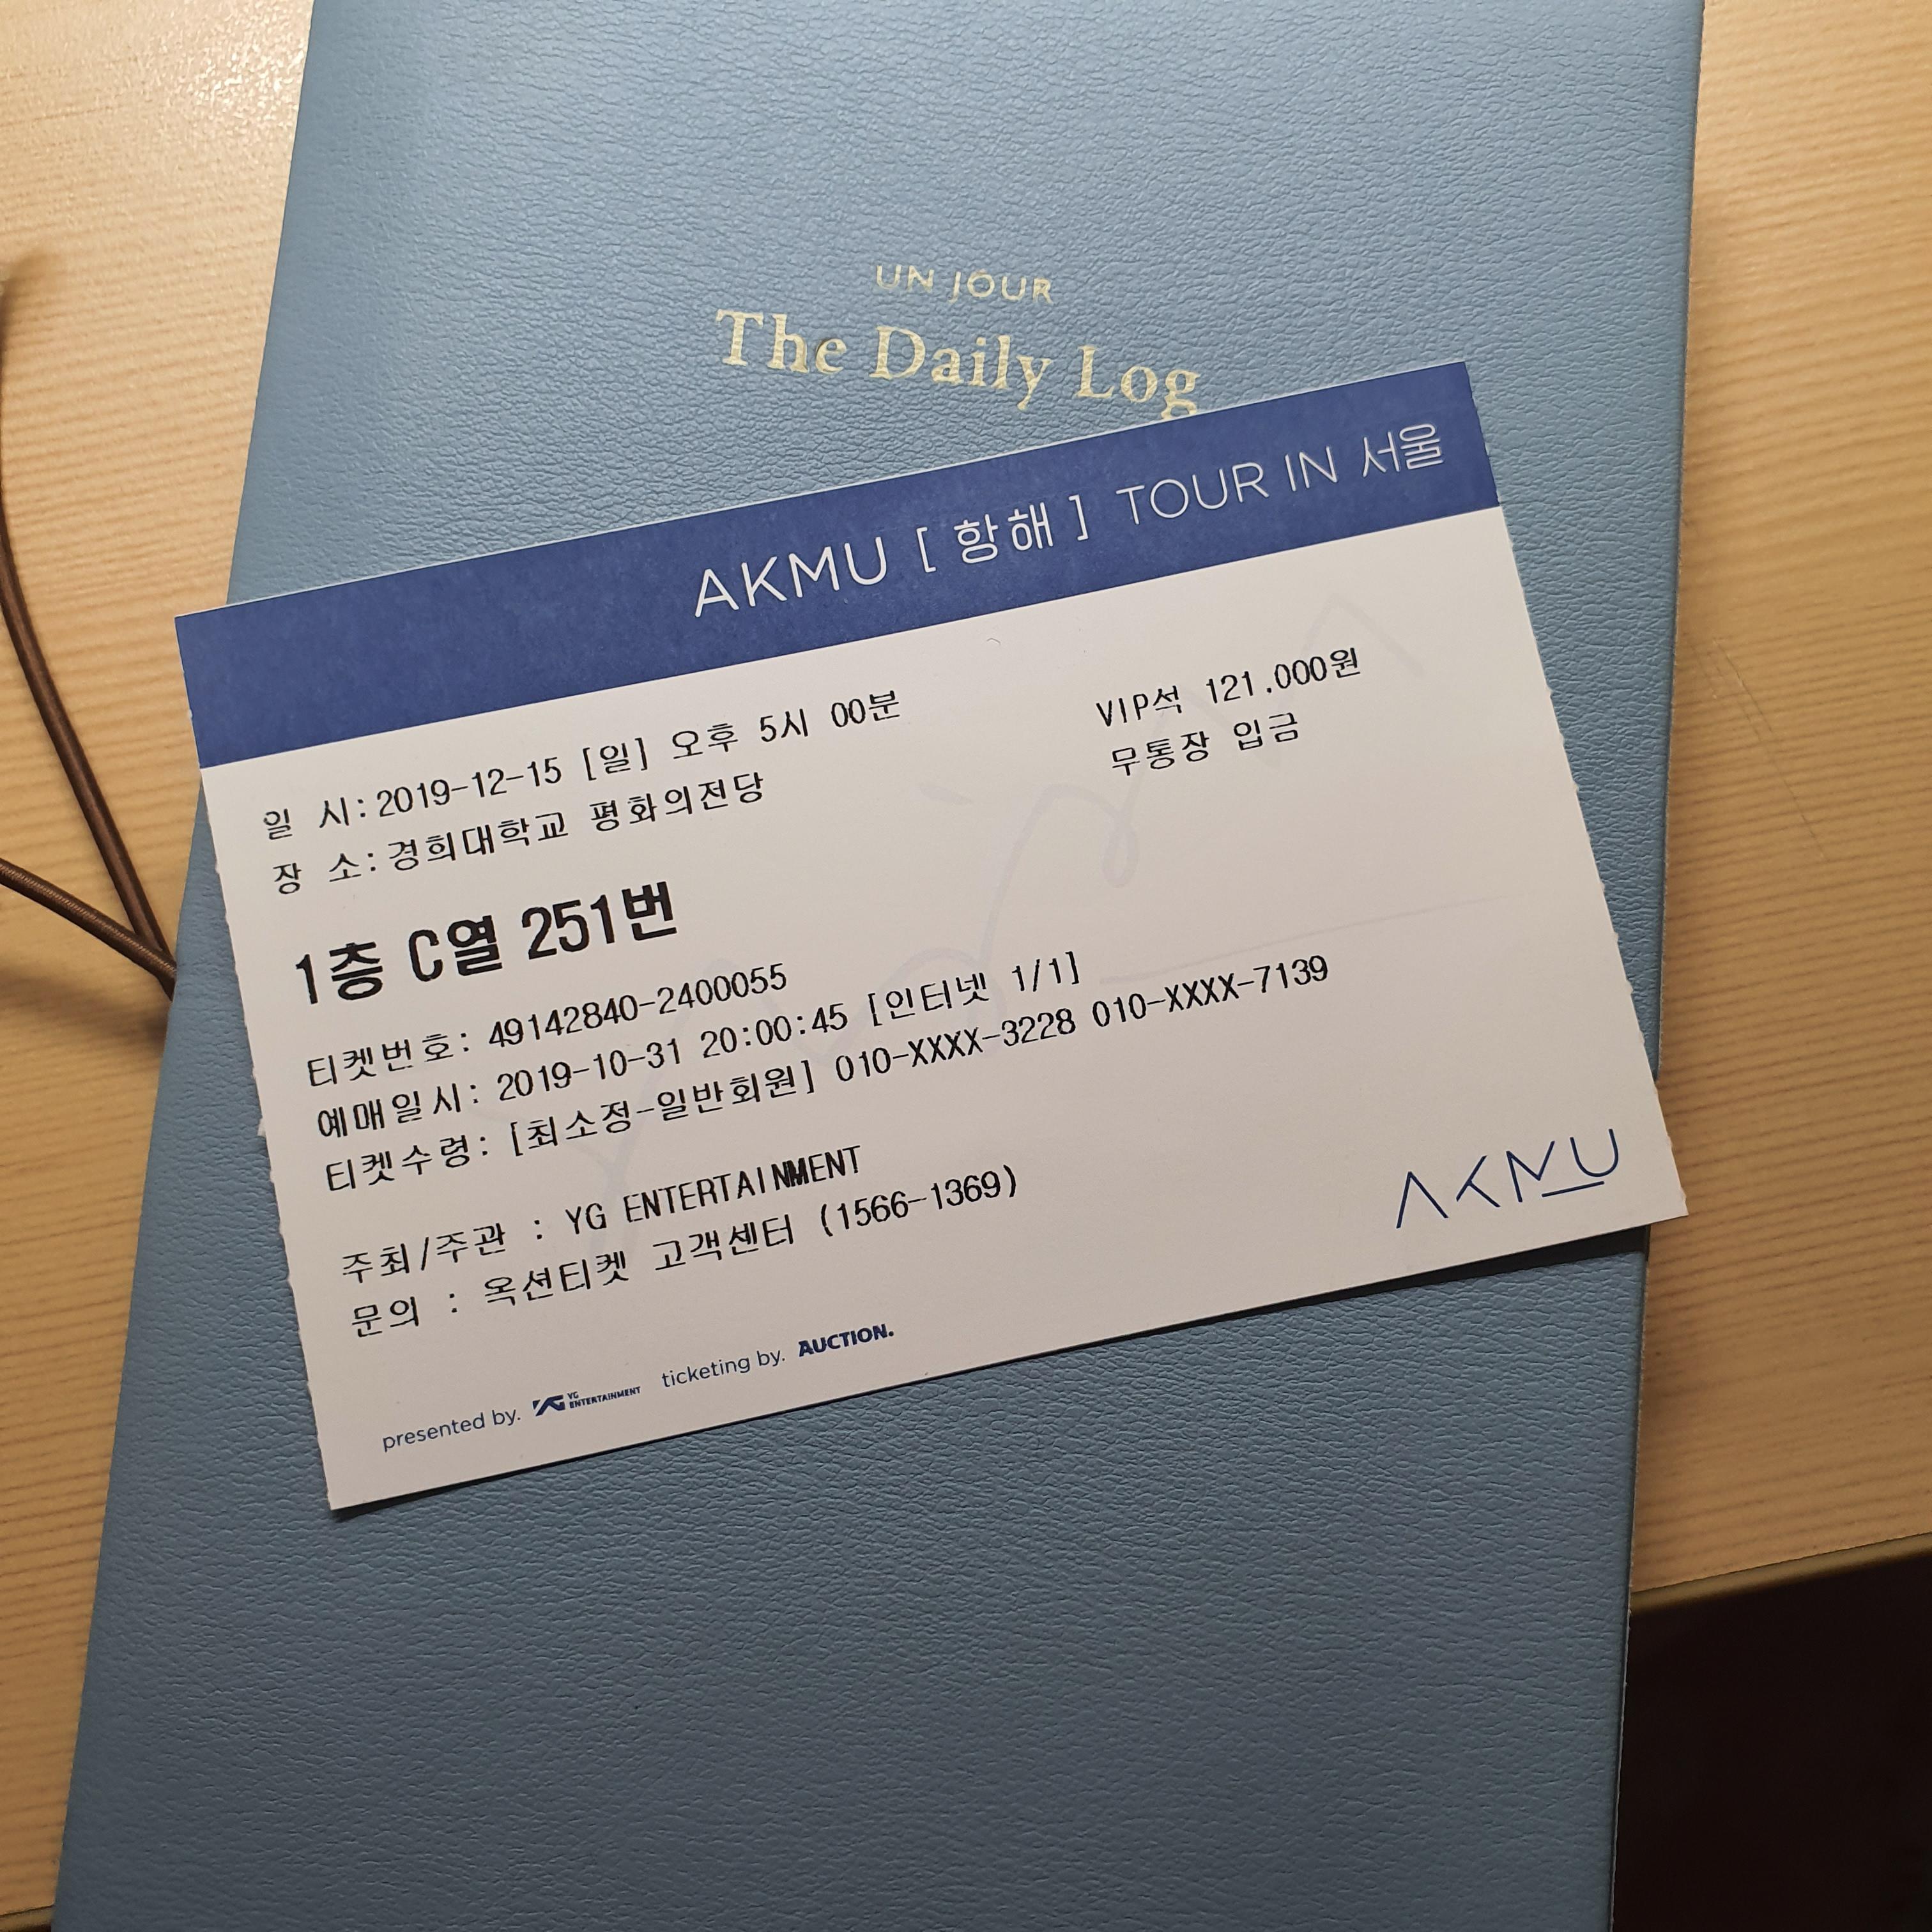 UN JOUR
The Daily Log
AKMU [ 항해 ] TOUR IN 서울
일 시: 2019-12-15 [일] 오후 5시 00분
VIP석 121.000원
장 소: 경희대학교 평화의전당
무통장 입금
1층 C열 251번
티켓번호: 49142840-2400055
예매일시: 2019-10-31 20:00:45 [인터넷 1/1]
티켓수령: [최소정-일반회원] 010-XXXX-3228 010-XXXX-7139
주최/주관 : YG ENTERTAINMENT
문의 : 옥션티켓 고객센터 (1566-1369)
AKMU
presented by. YG YG ENTERTAINMENT ticketing by. AUCTION.